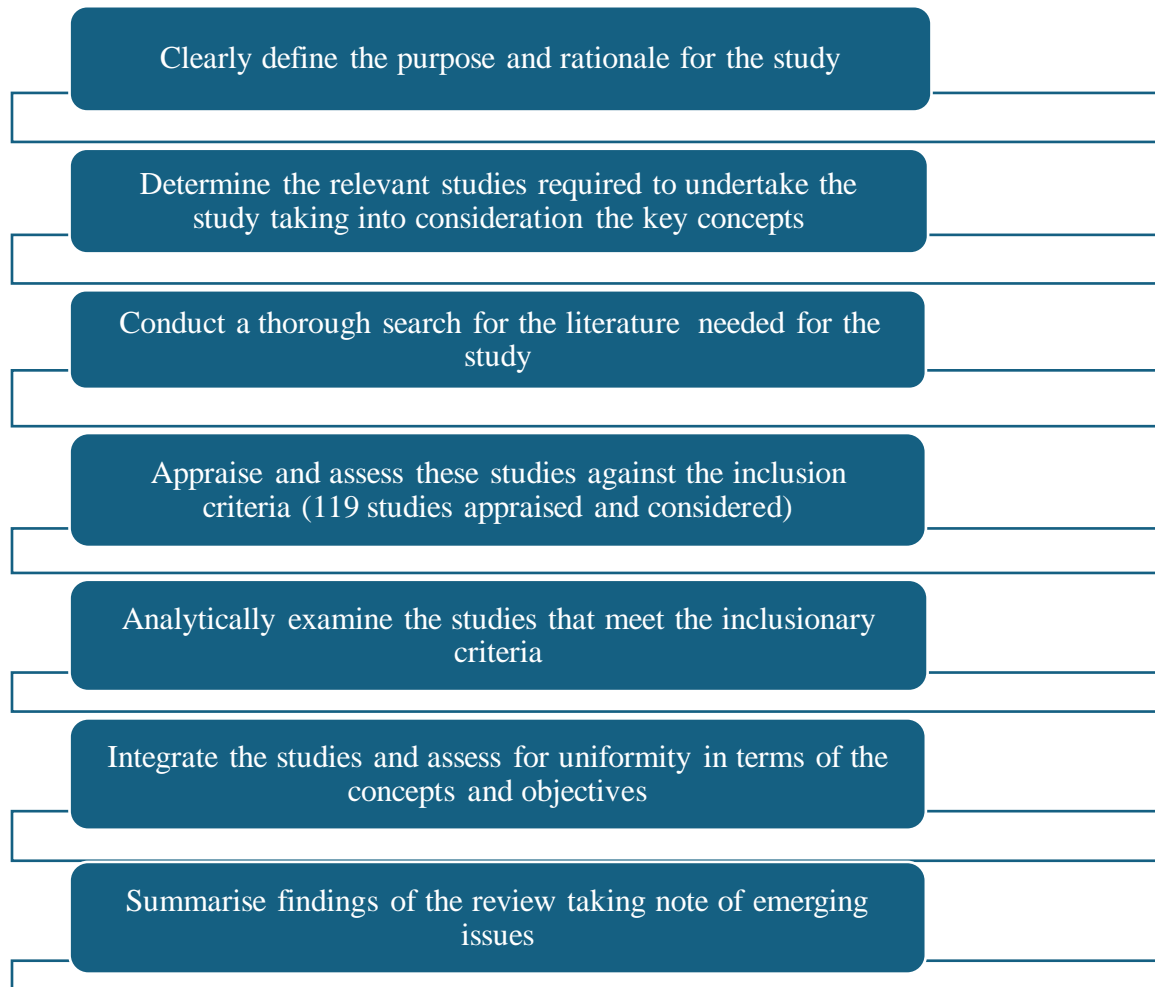 Clearly define the purpose and rationale for the study
Determine the relevant studies required to undertake the
study taking into consideration the key concepts
Conduct a thorough search for the literature needed for the
study
Appraise and assess these studies against the inclusion
criteria (119 studies appraised and considered)
Analytically examine the studies that meet the inclusionary
criteria
Integrate the studies and assess for uniformity in terms of the
concepts and objectives
Summarise findings of the review taking note of emerging
issues